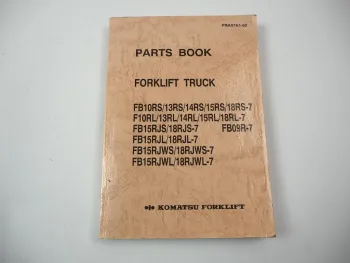 PARTS BOOK
FORKLIFT TRUCK
FB10RS/13RS/14RS/15RS/18RS-7
F10RL/13RL/14RL/15RL/18RL-7
FB15RJS/18RJS-7 FB09R-7
FB15RJL/18RJL-7
FB15RJWS/18RJWS-7
FB15RJWL/18RJWL-7
KOMATSU FORKLIFT